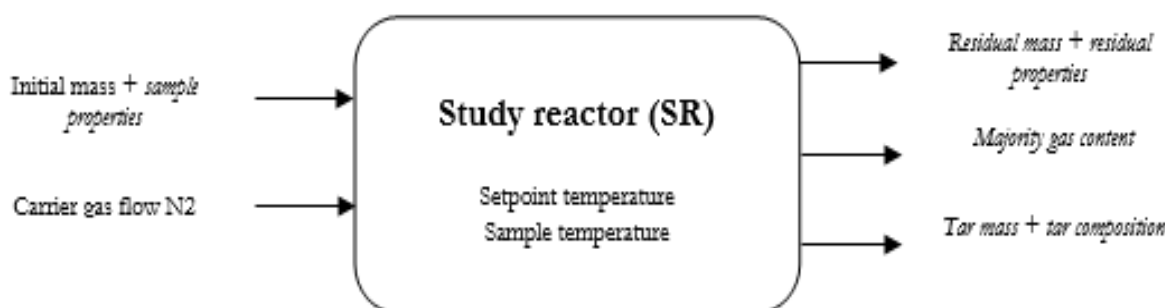 Initial mass + sample
properties
Carrier gas flow N2
Study reactor (SR)
Setpoint temperature
Sample temperature
Residual mass + residual
properties
Majority gas content
Tar mass + tar composition